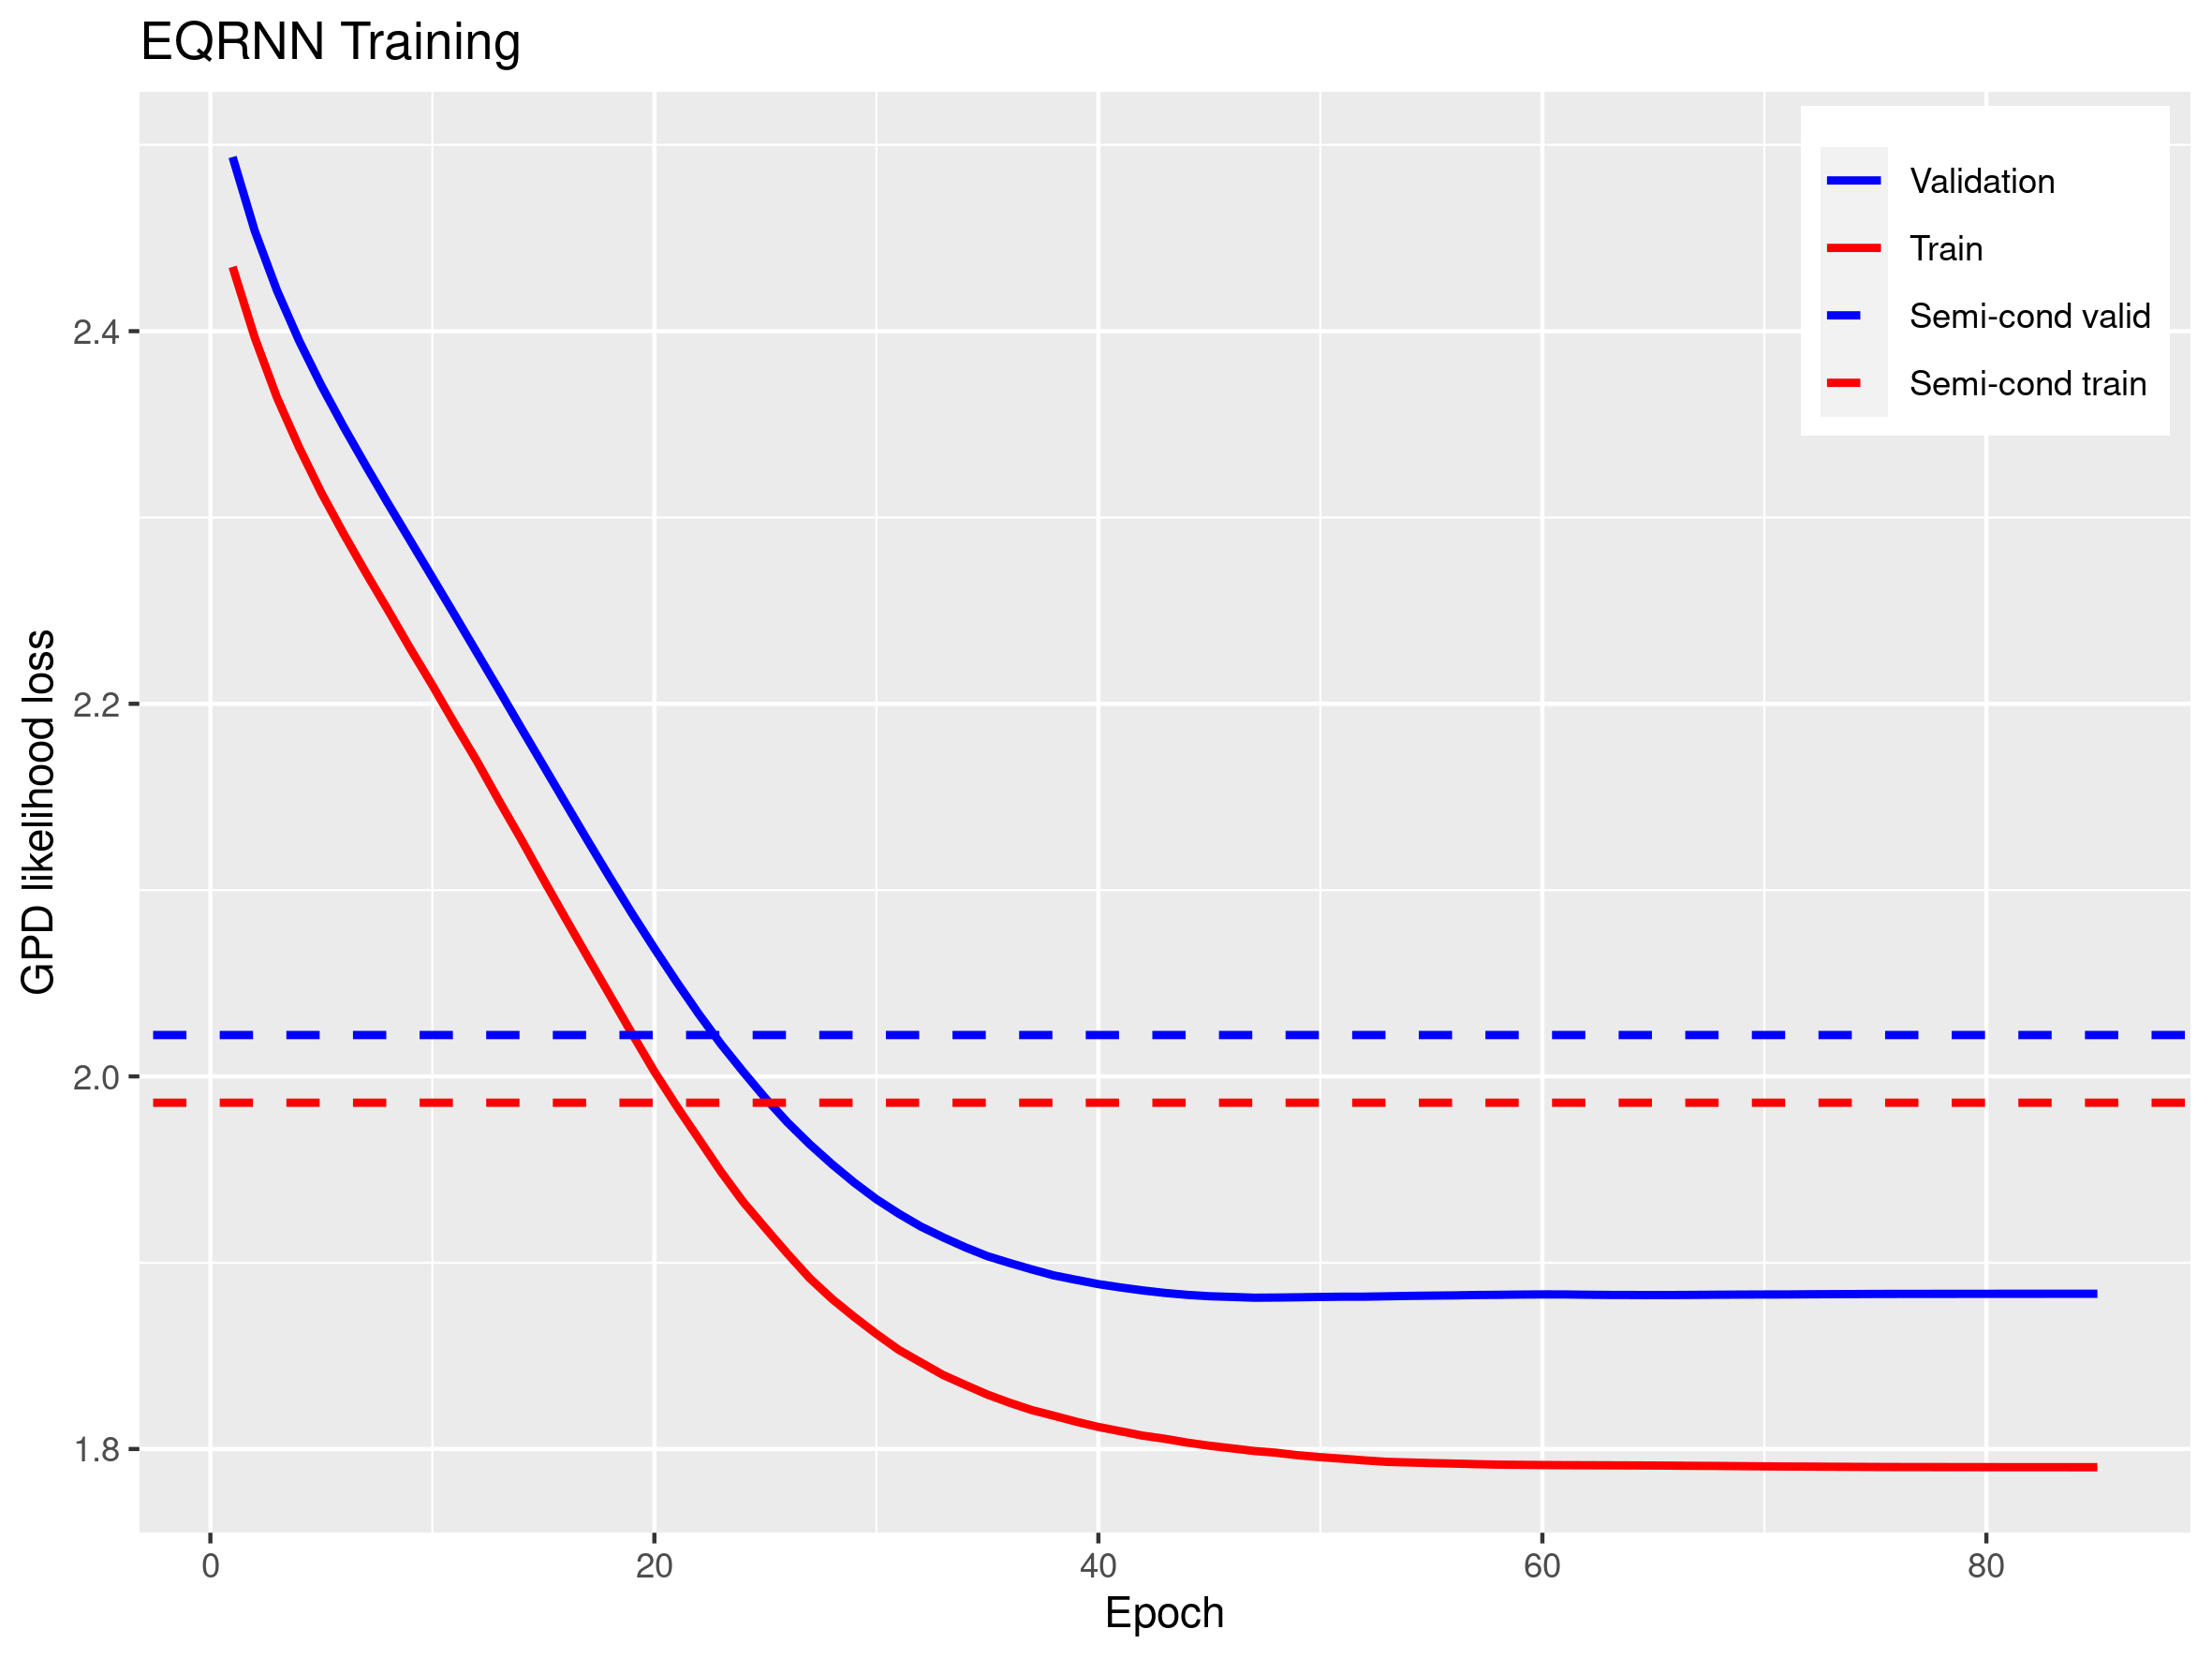 EQRNN Training
Validation
Train
Semi-cond valid
Semi-cond train
GPD likelihood loss
2.4
2.2
2.0
1.8
0 20 40 60 80
Epoch